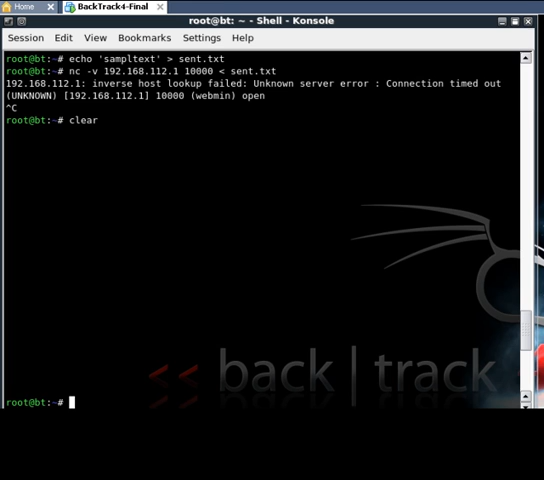 Home
BackTrack4-Final
root@bt: ~ - Shell - Konsole
Session Edit View Bookmarks Settings Help
root@bt:~# echo 'sampltext' > sent.txt
root@bt:~# nc -v 192.168.112.1 10000 < sent.txt
192.168.112.1: inverse host lookup failed: Unknown server error : Connection timed out
(UNKNOWN) [192.168.112.1] 10000 (webmin) open
^C
root@bt:~# clear
<< back | track
root@bt:~#